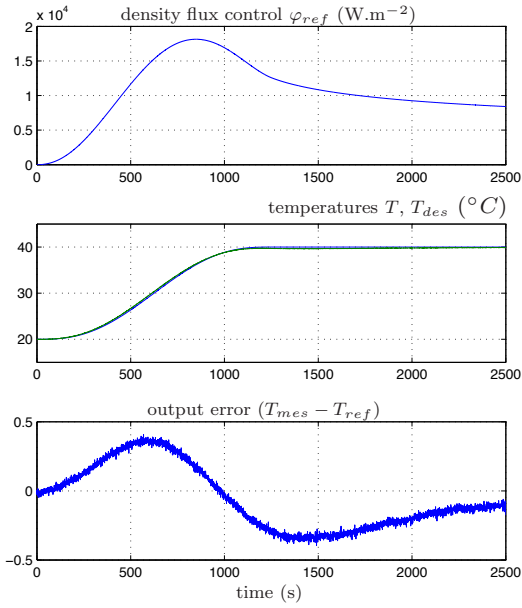 density flux control φ_ref (W.m⁻²)
2 x 10⁴
1.5
1
0.5
0
0 500 1000 1500 2000 2500
temperatures T, T_des (°C)
40
30
20
0 500 1000 1500 2000 2500
output error (T_mes − T_ref)
0.5
0
−0.5
0 500 1000 1500 2000 2500
time (s)